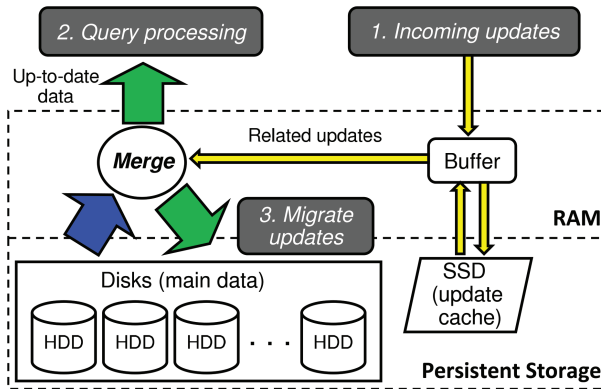 2. Query processing
1. Incoming updates
Up-to-date
data
Related updates
Merge
Buffer
3. Migrate
updates
RAM
Disks (main data)
HDD HDD HDD . . . HDD
SSD
(update
cache)
Persistent Storage